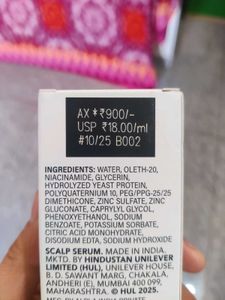 AX *₹900/-
USP ₹18.00/ml
#10/25 B002
INGREDIENTS: WATER, OLETH-20,
NIACINAMIDE, GLYCERIN,
HYDROLYZED YEAST PROTEIN,
POLYQUATERNIUM 10, PEG/PPG-25/25
DIMETHICONE, ZINC SULFATE, ZINC
GLUCONATE, CAPRYLYL GLYCOL,
PHENOXYETHANOL, SODIUM
BENZOATE, POTASSIUM SORBATE,
CITRIC ACID MONOHYDRATE,
DISODIUM EDTA, SODIUM HYDROXIDE
SCALP SERUM. MADE IN INDIA.
MKTD. BY HINDUSTAN UNILEVER
LIMITED (HUL), UNILEVER HOUSE,
B. D. SAWANT MARG, CHAKALA,
ANDHERI (E), MUMBAI 400 099,
MAHARASHTRA. © HUL 2025.